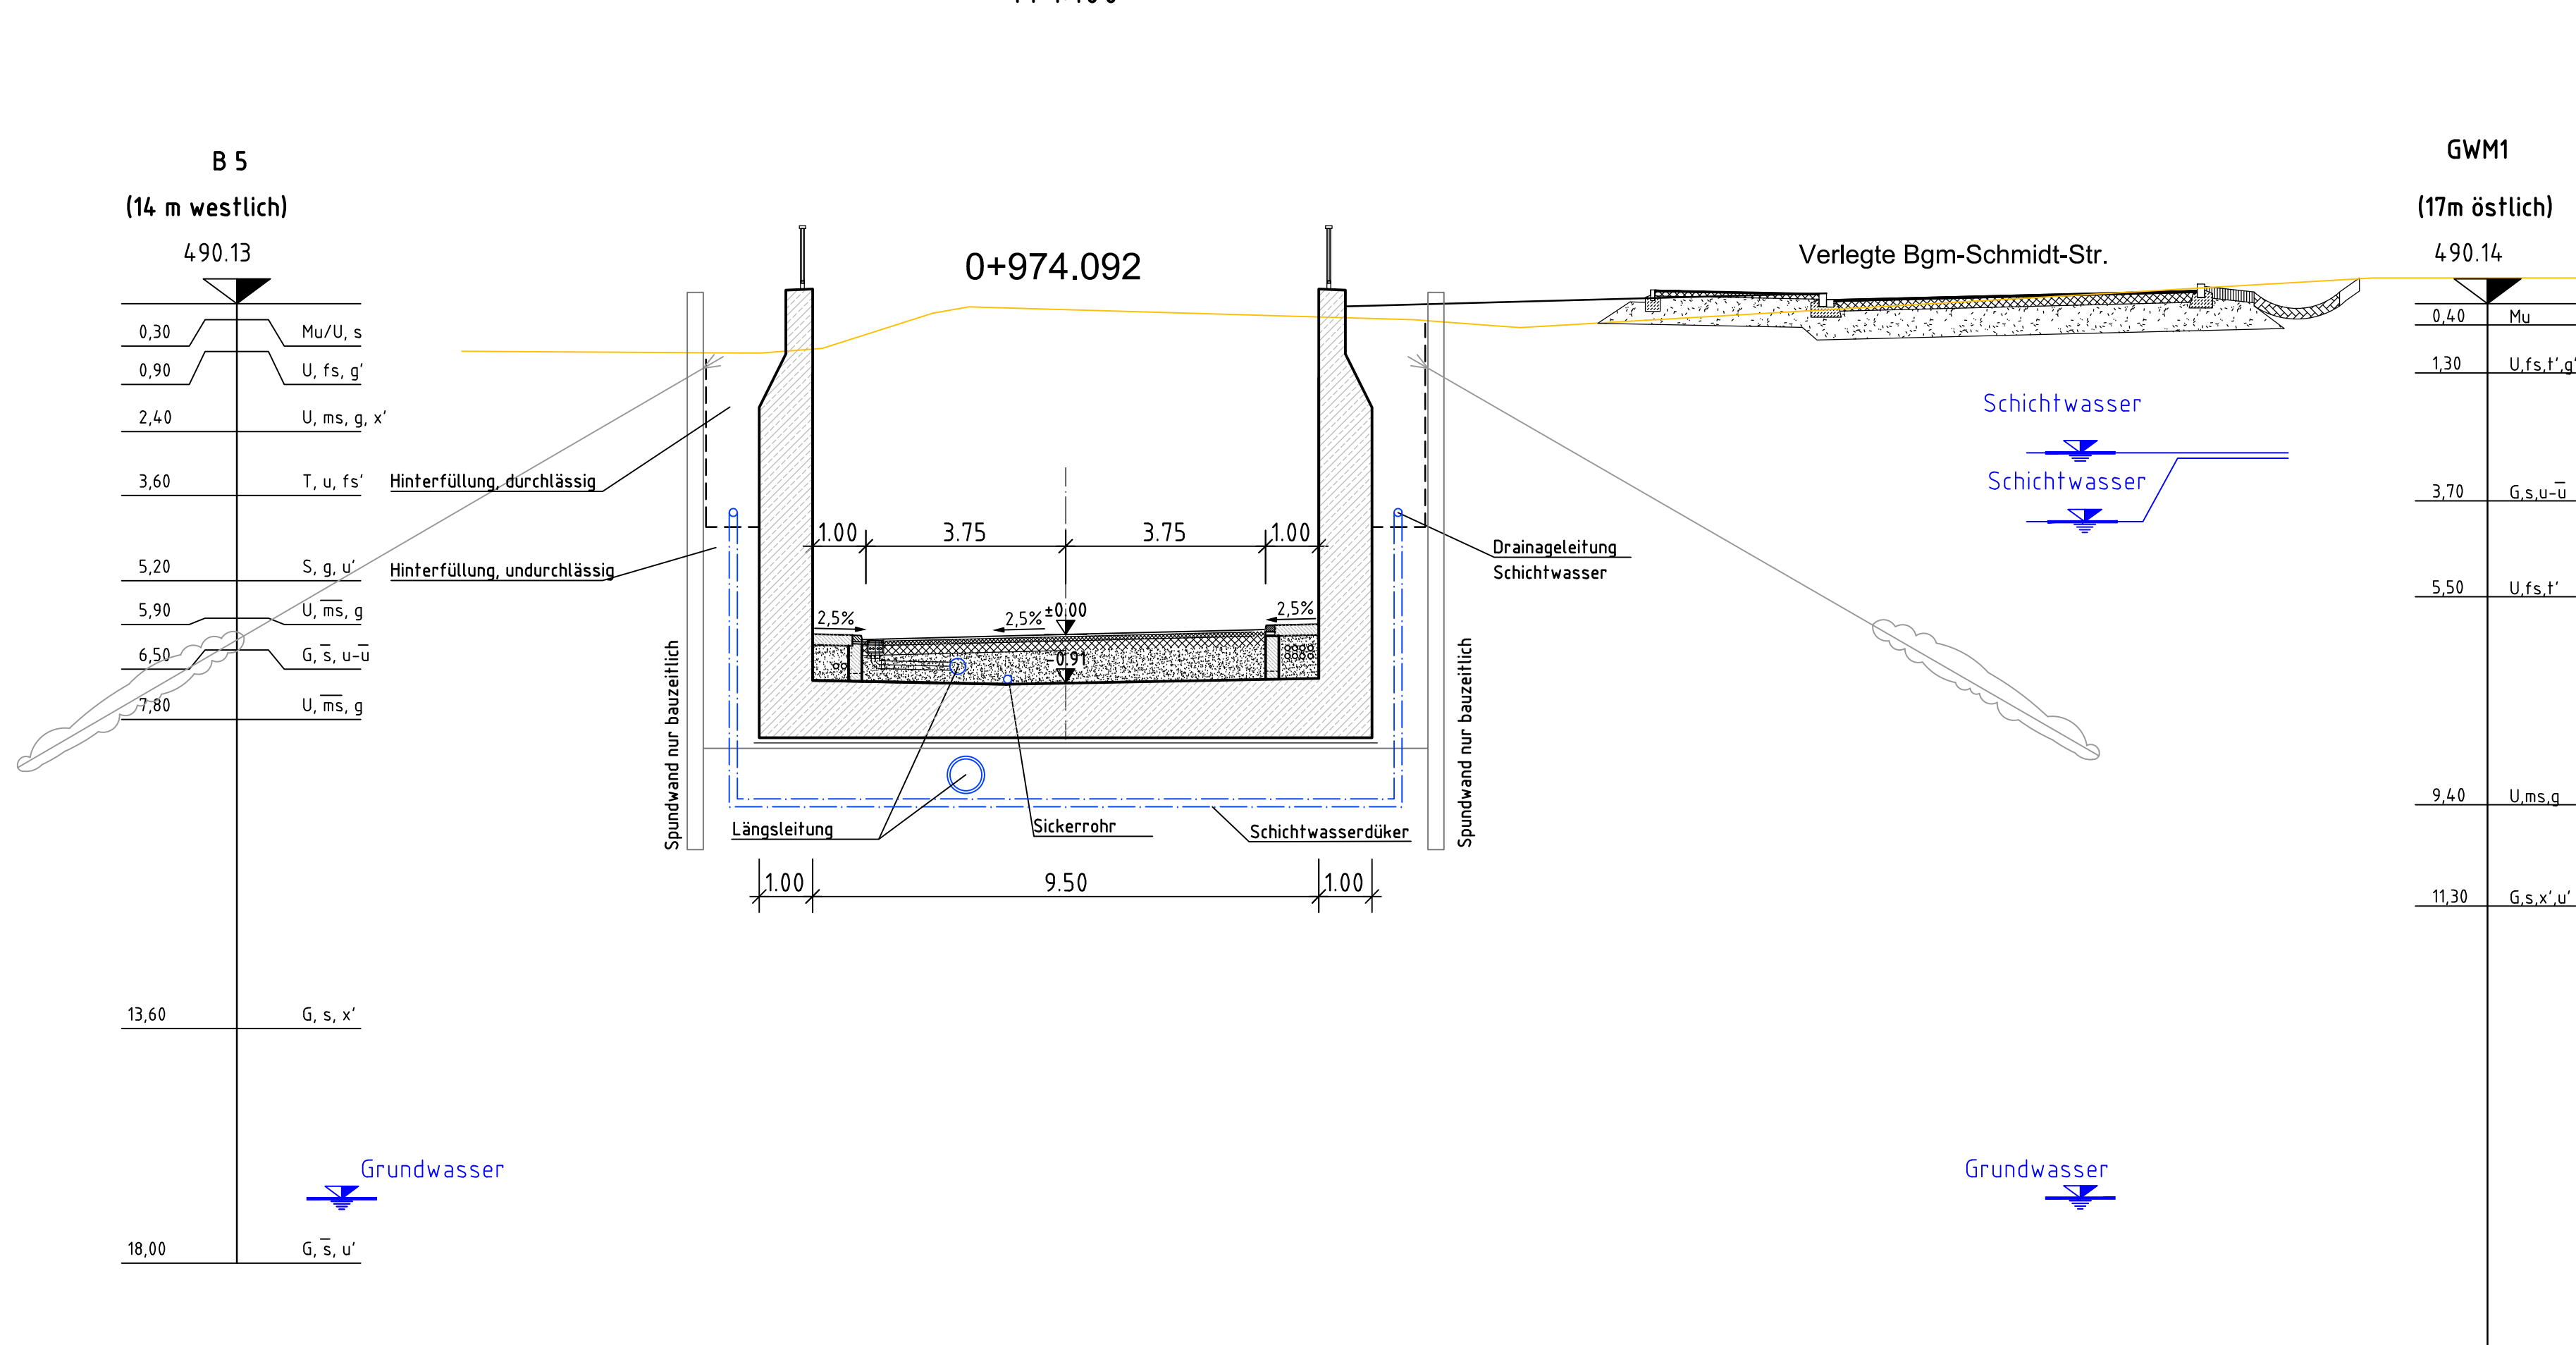 B 5
(14 m westlich)
490.13
0,30 Mu/U, s
0,90 U, fs, g'
2,40 U, ms, g, x'
3,60 T, u, fs'
5,20 S, g, u'
5,90 U, m̅s̅, g
6,50 G, s̅, u-u̅
7,80 U, m̅s̅, g
13,60 G, s, x'
18,00 G, s̅, u'
Grundwasser
Hinterfüllung, durchlässig
Hinterfüllung, undurchlässig
Spundwand nur bauzeitlich
0+974.092
1.00 3.75 3.75 1.00
2,5% 2,5% ±0.00 2,5%
-0.91
Längsleitung
Sickerrohr
Schichtwasserdüker
1.00 9.50 1.00
Spundwand nur bauzeitlich
Drainageleitung
Schichtwasser
Verlegte Bgm-Schmidt-Str.
Schichtwasser
Schichtwasser
Grundwasser
GWM1
(17m östlich)
490.14
0,40 Mu
1,30 U,fs,t',g'
3,70 G,s,u-u̅
5,50 U,fs,t'
9,40 U,ms,g
11,30 G,s,x',u'